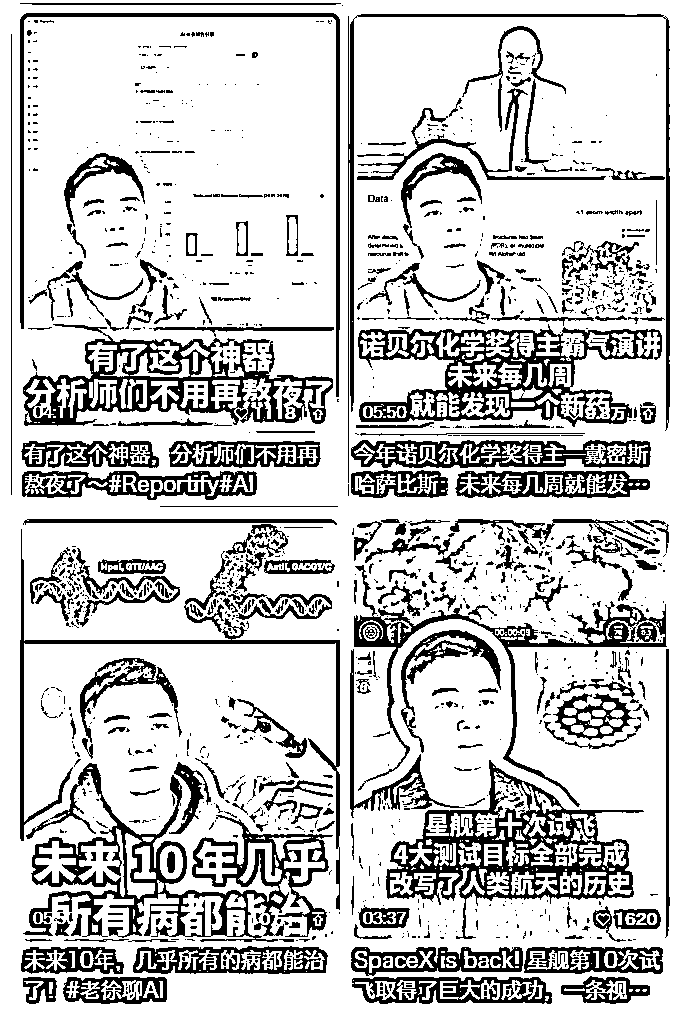 有了这个神器
分析师们不用再熬夜了
04:11
1118
有了这个神器，分析师们不用再
熬夜了～#Reportify#AI
Data
<1 atom width apart
诺贝尔化学奖得主霸气演讲
未来每几周
就能发现一个新药
05:50
今年诺贝尔化学奖得主—戴密斯
哈萨比斯：未来每几周就能发…
HpaI, GTT/AAC
未来 10 年几乎
所有病都能治
未来10年，几乎所有的病都能治
了！#老徐聊AI
星舰第十次试飞
4大测试目标全部完成
改写了人类航天的历史
03:37
1620
SpaceX is back！星舰第10次试
飞取得了巨大的成功，一条视…